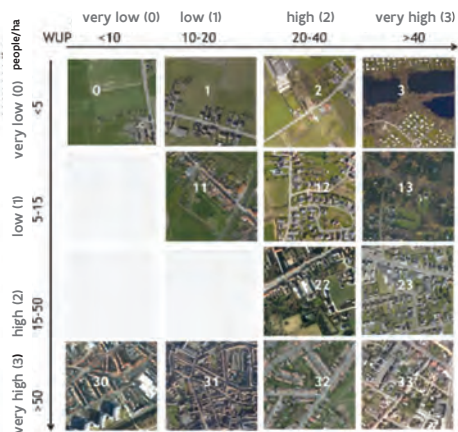 very low (0) low (1) high (2) very high (3)
people/ha
WUP <10 10-20 20-40 >40
very low (0)
<5
0 1 2 3
low (1)
5-15
11 12 13
high (2)
15-50
22 23
very high (3)
>50
30 31 32 33